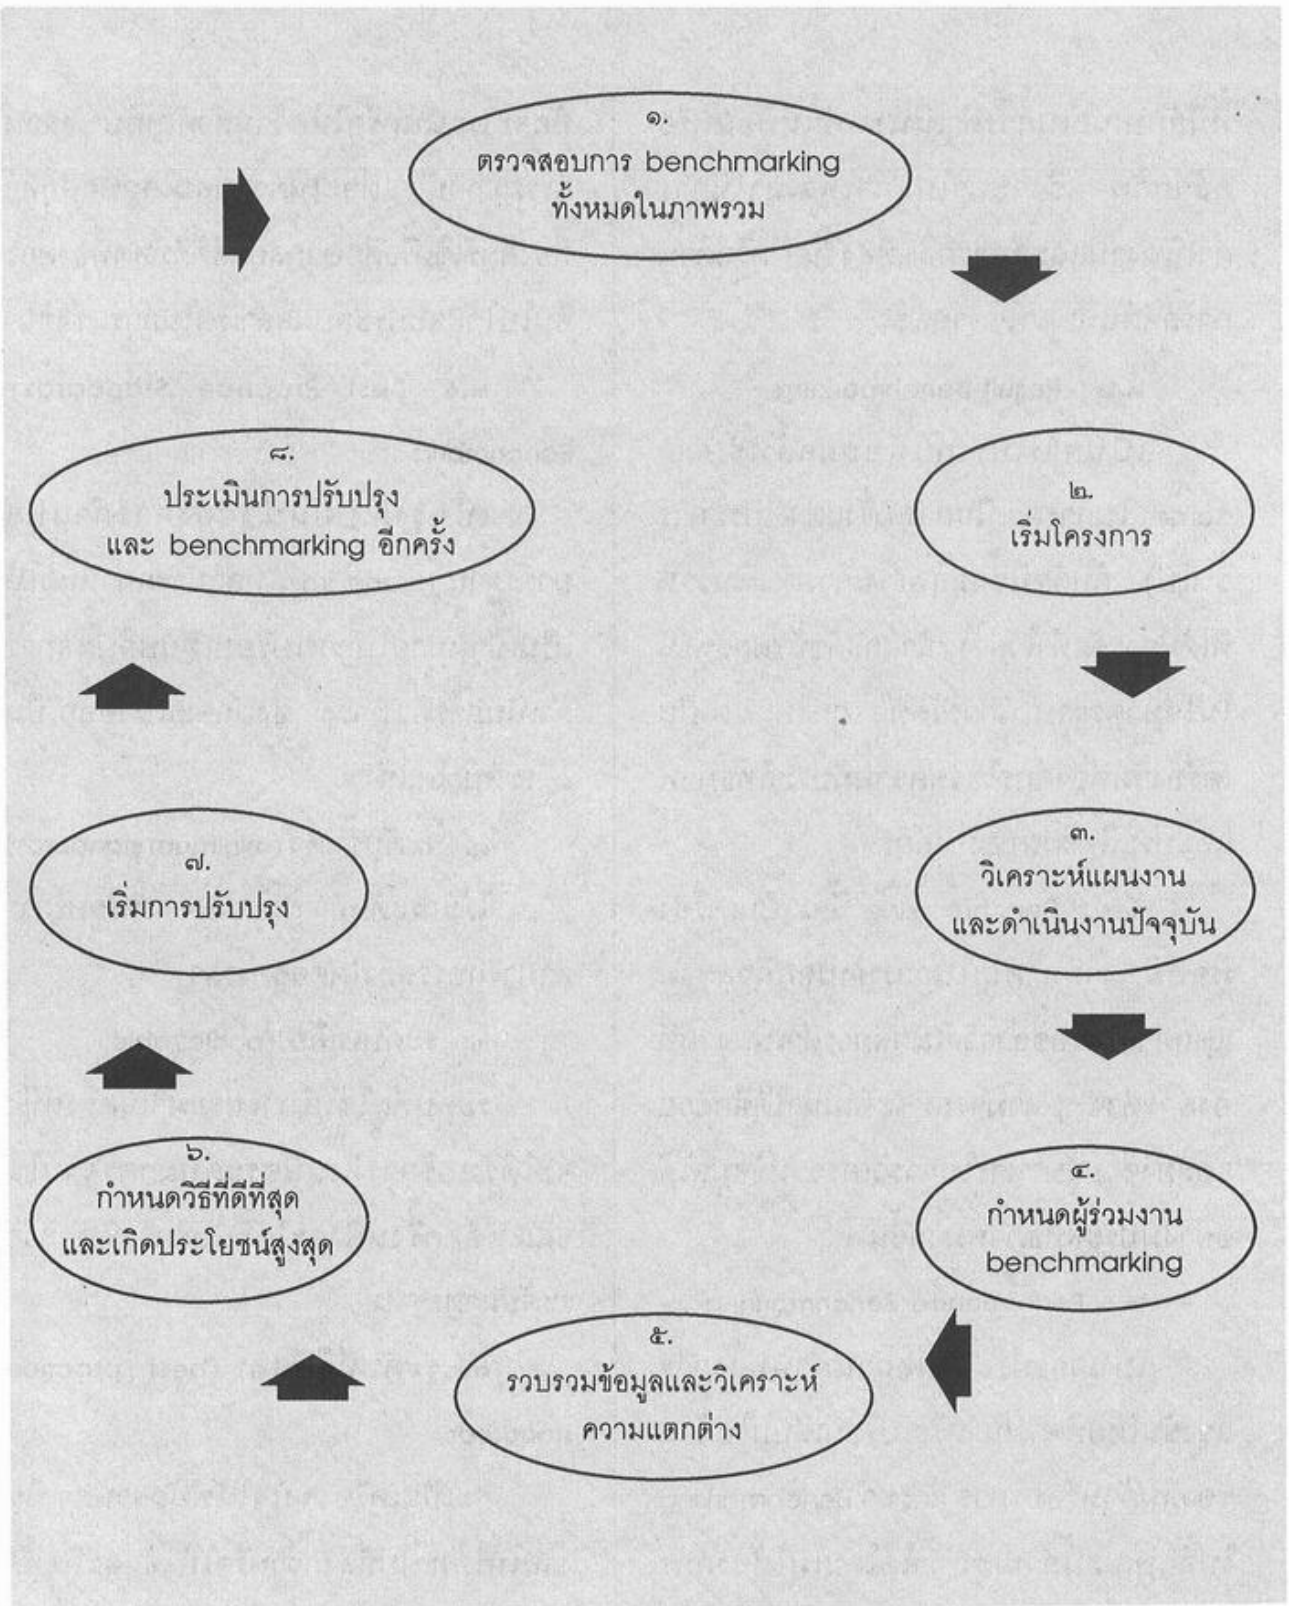 ๑.
ตรวจสอบการ benchmarking
ทั้งหมดในภาพรวม
๒.
เริ่มโครงการ
๓.
วิเคราะห์แผนงาน
และดำเนินงานปัจจุบัน
๔.
กำหนดผู้ร่วมงาน
benchmarking
๕.
รวบรวมข้อมูลและวิเคราะห์
ความแตกต่าง
๖.
กำหนดวิธีที่ดีที่สุด
และเกิดประโยชน์สูงสุด
๗.
เริ่มการปรับปรุง
๘.
ประเมินการปรับปรุง
และ benchmarking อีกครั้ง